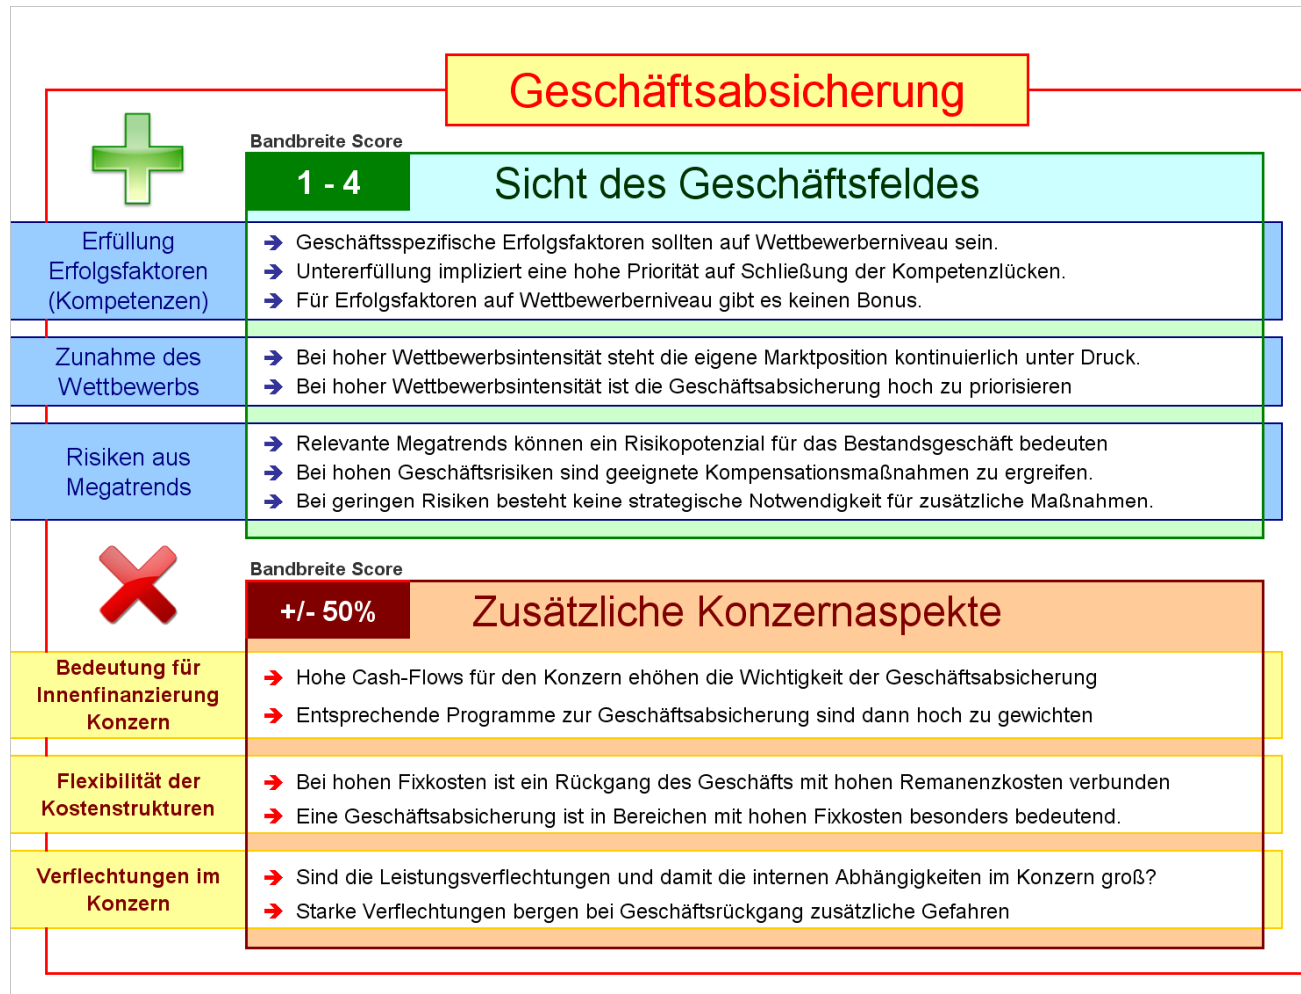 Geschäftsabsicherung
Bandbreite Score
1 - 4
Sicht des Geschäftsfeldes
Erfüllung
Erfolgsfaktoren
(Kompetenzen)
➔ Geschäftsspezifische Erfolgsfaktoren sollten auf Wettbewerberniveau sein.
➔ Untererfüllung impliziert eine hohe Priorität auf Schließung der Kompetenzlücken.
➔ Für Erfolgsfaktoren auf Wettbewerberniveau gibt es keinen Bonus.
Zunahme des
Wettbewerbs
➔ Bei hoher Wettbewerbsintensität steht die eigene Marktposition kontinuierlich unter Druck.
➔ Bei hoher Wettbewerbsintensität ist die Geschäftsabsicherung hoch zu priorisieren
Risiken aus
Megatrends
➔ Relevante Megatrends können ein Risikopotenzial für das Bestandsgeschäft bedeuten
➔ Bei hohen Geschäftsrisiken sind geeignete Kompensationsmaßnahmen zu ergreifen.
➔ Bei geringen Risiken besteht keine strategische Notwendigkeit für zusätzliche Maßnahmen.
Bandbreite Score
+/- 50%
Zusätzliche Konzernaspekte
Bedeutung für
Innenfinanzierung
Konzern
➔ Hohe Cash-Flows für den Konzern ehöhen die Wichtigkeit der Geschäftsabsicherung
➔ Entsprechende Programme zur Geschäftsabsicherung sind dann hoch zu gewichten
Flexibilität der
Kostenstrukturen
➔ Bei hohen Fixkosten ist ein Rückgang des Geschäfts mit hohen Remanenzkosten verbunden
➔ Eine Geschäftsabsicherung ist in Bereichen mit hohen Fixkosten besonders bedeutend.
Verflechtungen im
Konzern
➔ Sind die Leistungsverflechtungen und damit die internen Abhängigkeiten im Konzern groß?
➔ Starke Verflechtungen bergen bei Geschäftsrückgang zusätzliche Gefahren